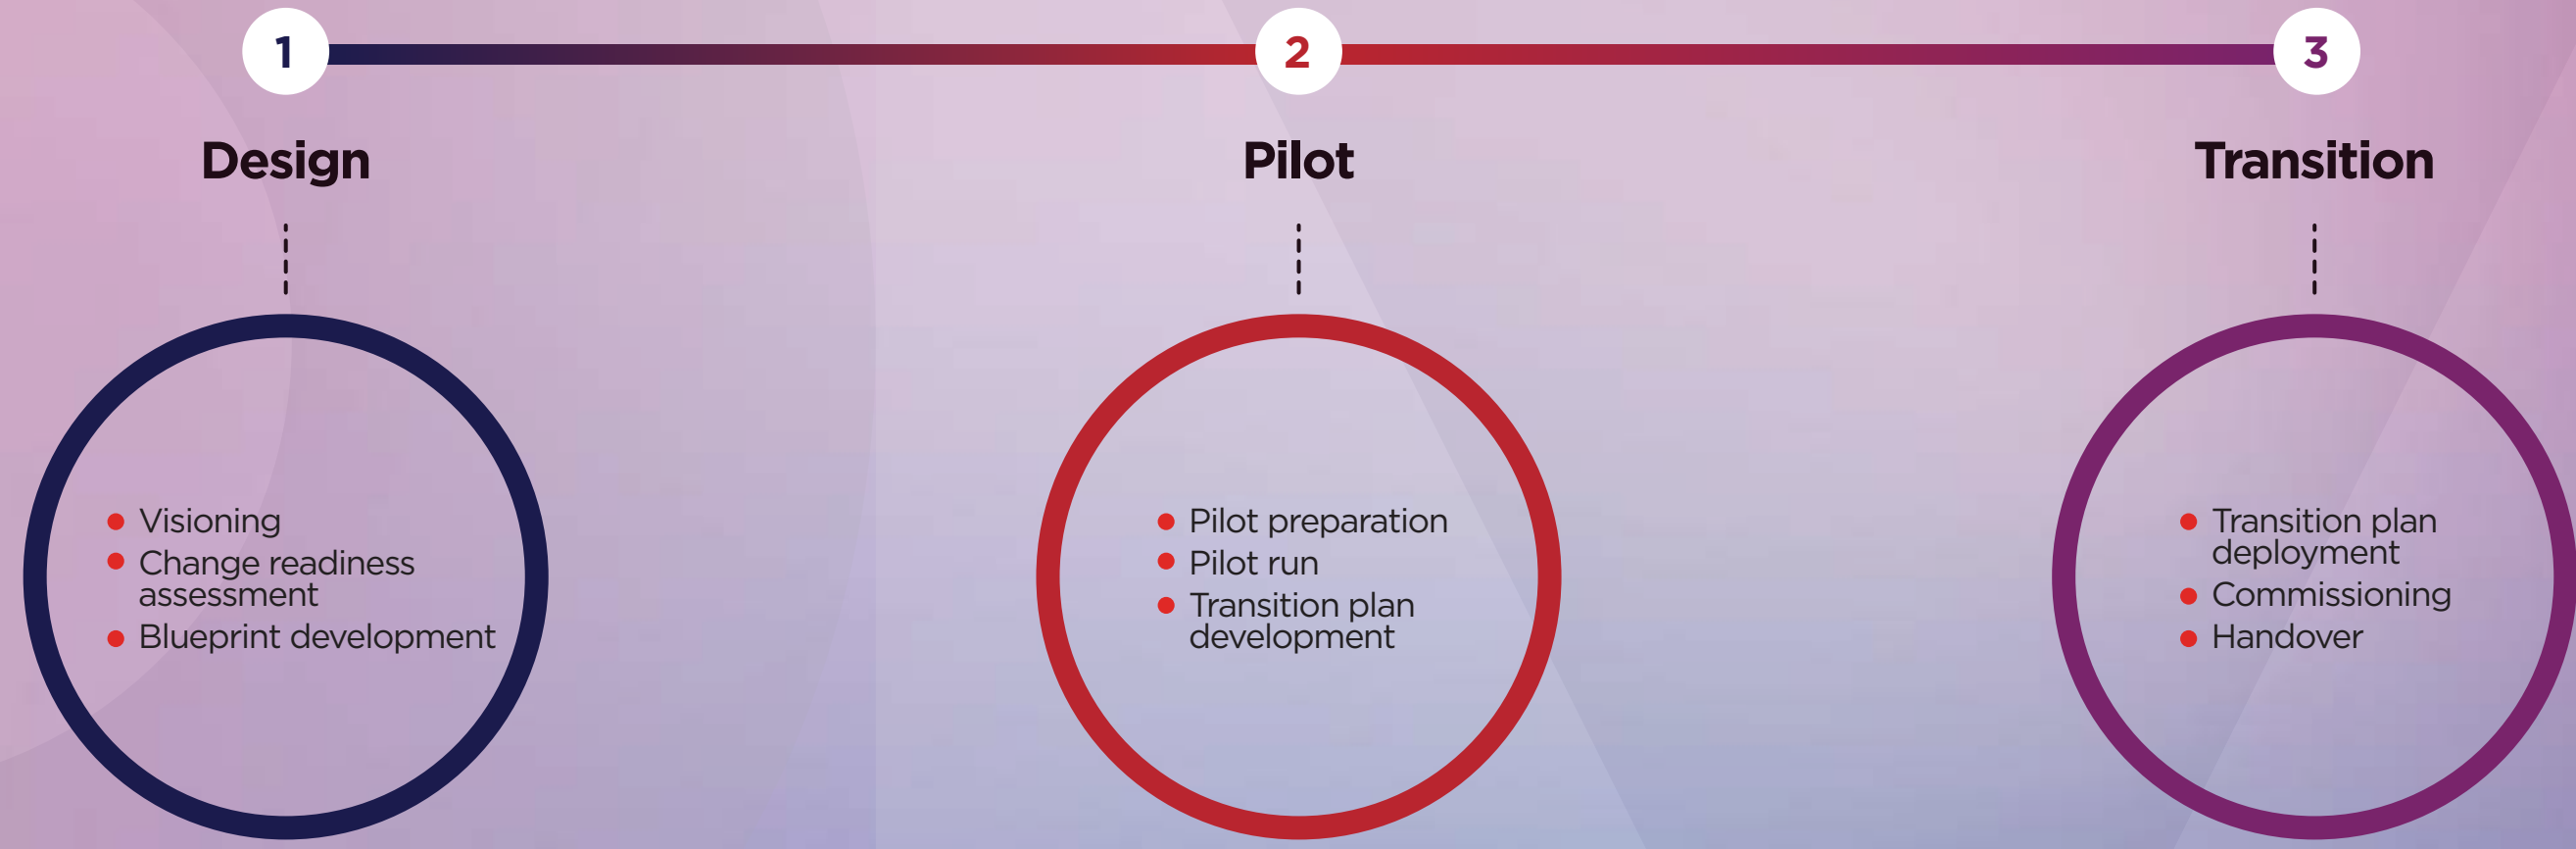 1
2
3
Design
Pilot
Transition
Visioning
Change readiness
assessment
Blueprint development
Pilot preparation
Pilot run
Transition plan
development
Transition plan
deployment
Commissioning
Handover